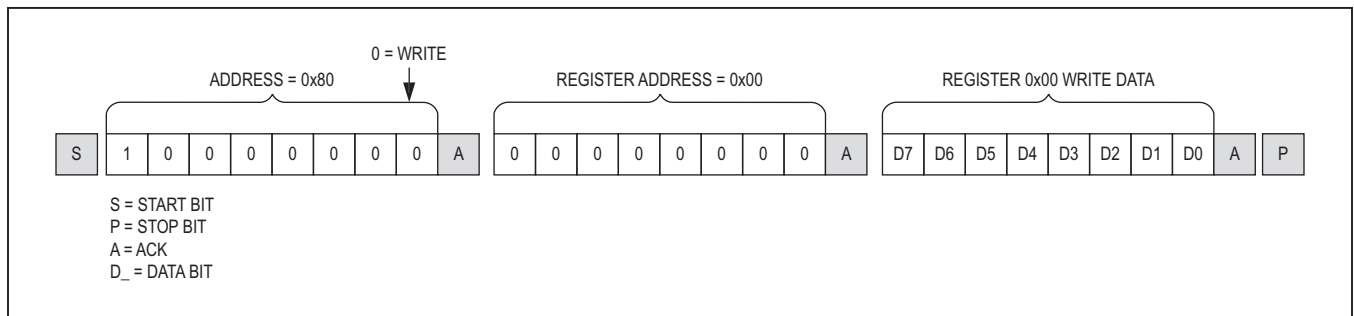 0 = WRITE
ADDRESS = 0x80 REGISTER ADDRESS = 0x00 REGISTER 0x00 WRITE DATA
S 1 0 0 0 0 0 0 0 A 0 0 0 0 0 0 0 0 A D7 D6 D5 D4 D3 D2 D1 D0 A P
S = START BIT
P = STOP BIT
A = ACK
D_ = DATA BIT